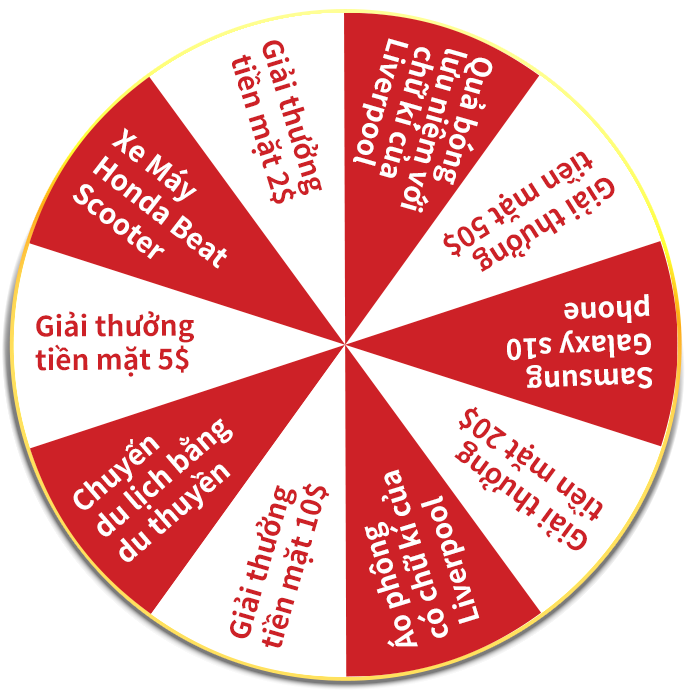 Quả bóng
lưu niệm với
chữ kí của
Liverpool
Giải thưởng
tiền mặt 50$
Samsung
Galaxy s10
phone
Giải thưởng
tiền mặt 20$
Áo phông
có chữ kí của
Liverpool
Giải thưởng
tiền mặt 10$
Chuyến
du lịch bằng
du thuyền
Giải thưởng
tiền mặt 5$
Xe Máy
Honda Beat
Scooter
Giải thưởng
tiền mặt 2$